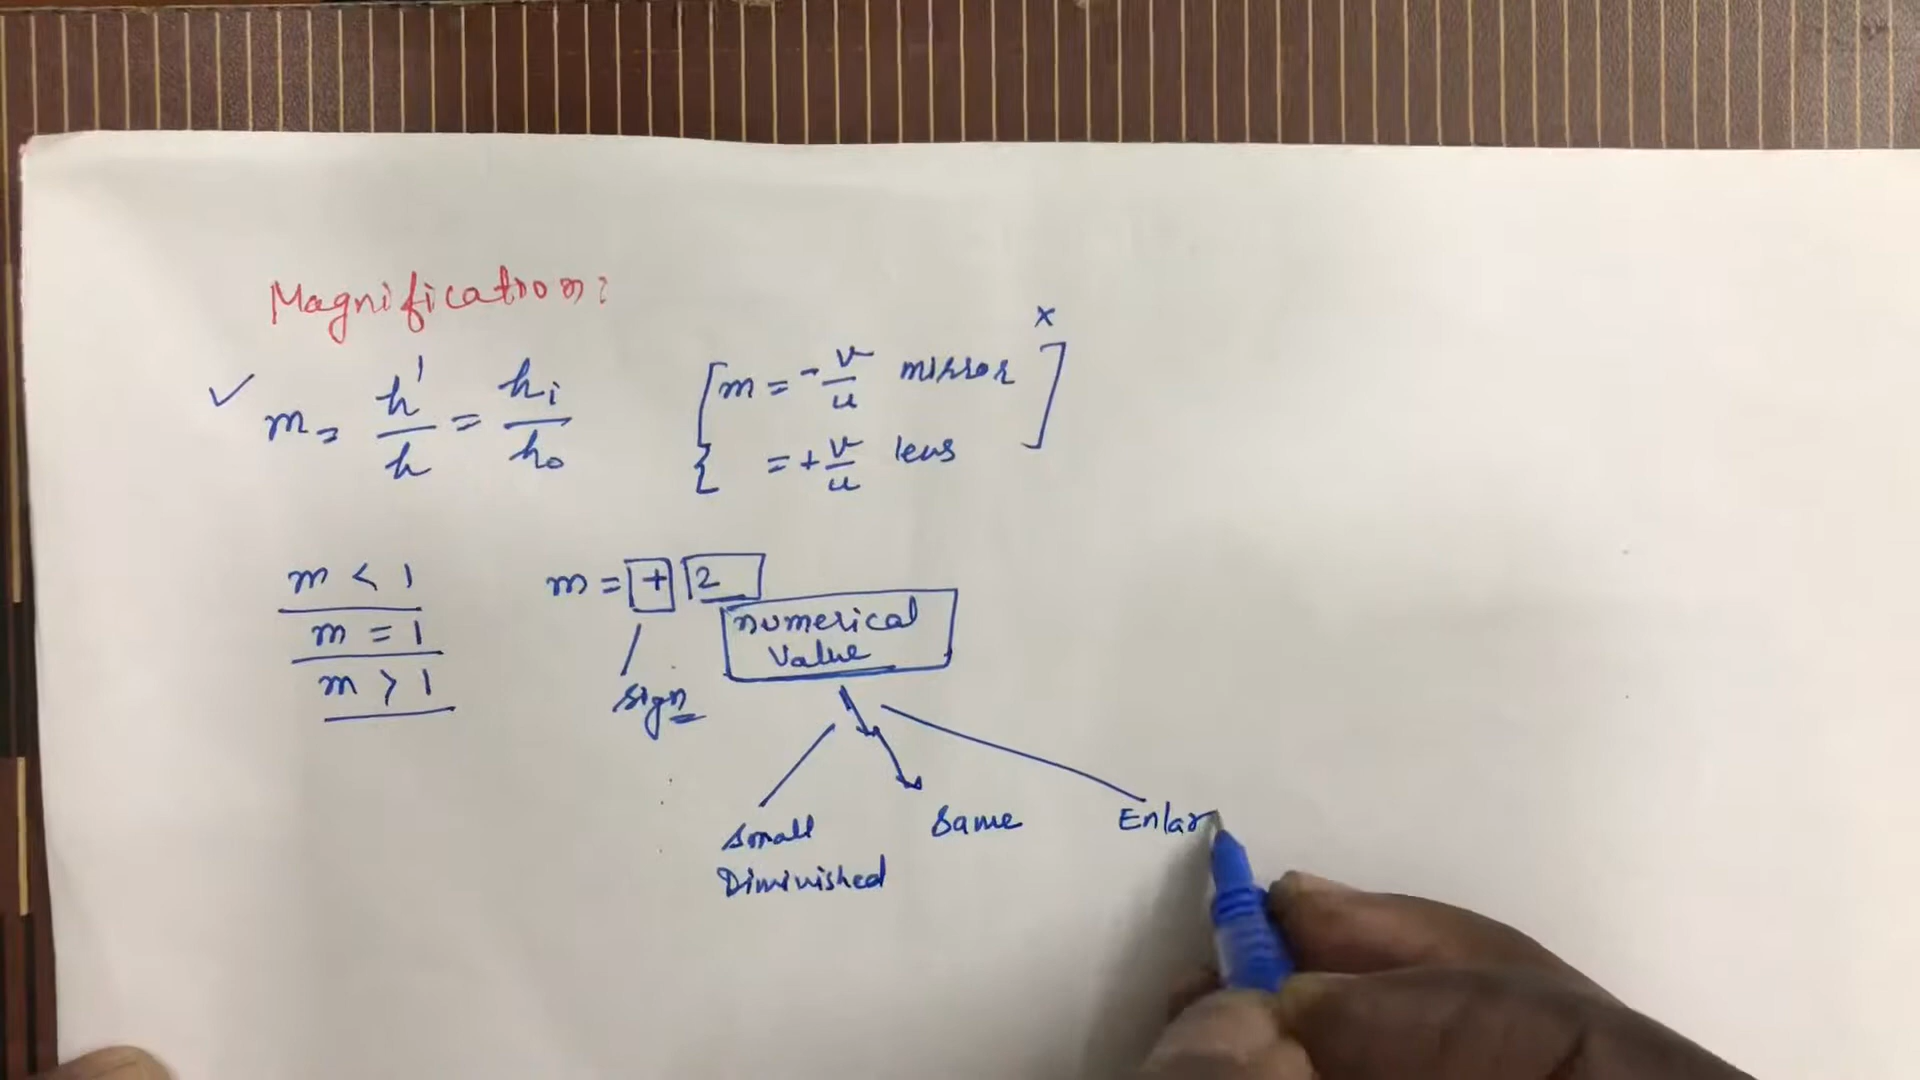 Magnification:
✓ m = h'/h = hi/ho
[ m = -v/u mirror ] x
{ = +v/u lens
m < 1
m = 1
m > 1
m = + 2
numerical
Value
sign
Small
Diminished
Same
Enlar